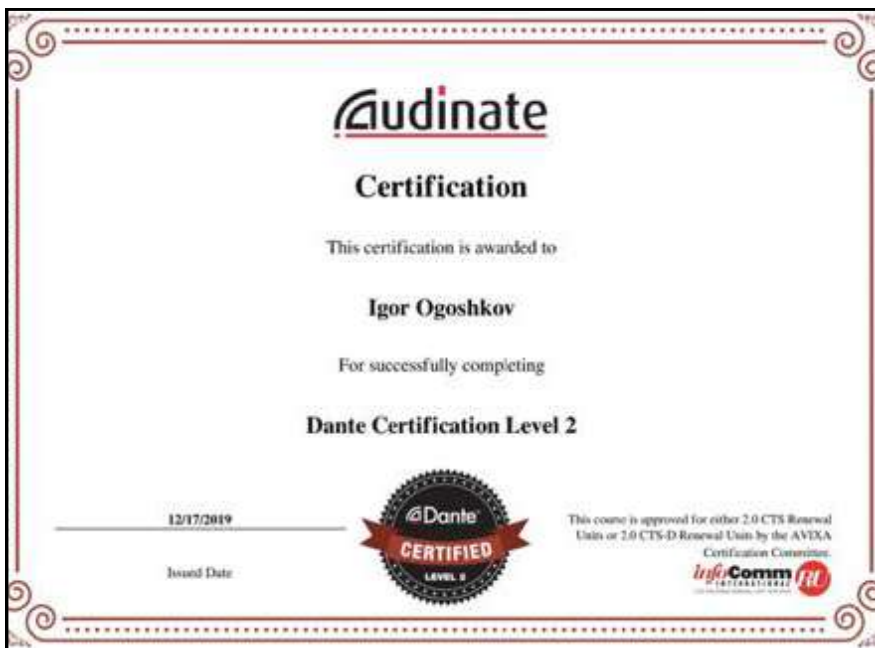 Audinate
Certification
This certification is awarded to
Igor Ogoshkov
For successfully completing
Dante Certification Level 2
12/17/2019
Issued Date
Dante
CERTIFIED
LEVEL 2
This course is approved for either 2.0 CTS Renewal
Units or 2.0 CTS-D Renewal Units by the AVIXA
Certification Committee.
infoComm
INTERNATIONAL
RU